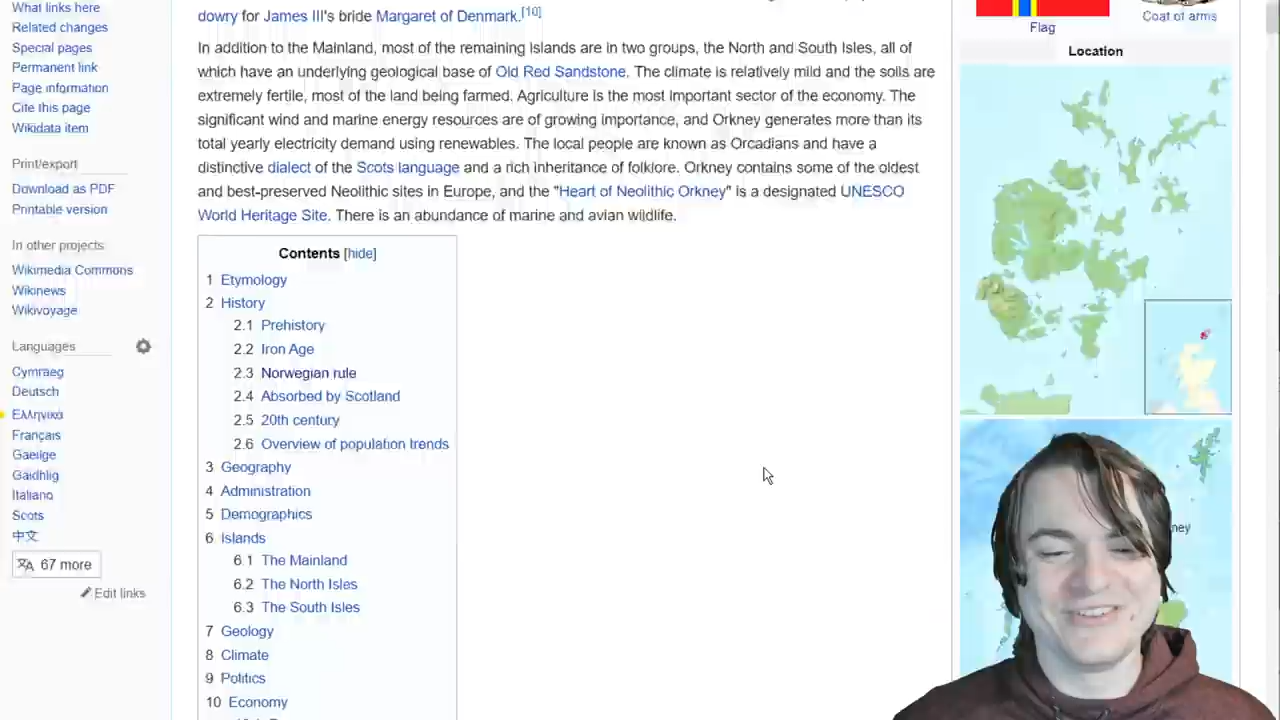 What links here
Related changes
Special pages
Permanent link
Page information
Cite this page
Wikidata item
Print/export
Download as PDF
Printable version
In other projects
Wikimedia Commons
Wikinews
Wikivoyage
Languages
Cymraeg
Deutsch
Ελληνικά
Français
Gaeilge
Gàidhlig
Italiano
Scots
中文
67 more
Edit links
dowry for James III's bride Margaret of Denmark.[10]
In addition to the Mainland, most of the remaining islands are in two groups, the North and South Isles, all of
which have an underlying geological base of Old Red Sandstone. The climate is relatively mild and the soils are
extremely fertile, most of the land being farmed. Agriculture is the most important sector of the economy. The
significant wind and marine energy resources are of growing importance, and Orkney generates more than its
total yearly electricity demand using renewables. The local people are known as Orcadians and have a
distinctive dialect of the Scots language and a rich inheritance of folklore. Orkney contains some of the oldest
and best-preserved Neolithic sites in Europe, and the "Heart of Neolithic Orkney" is a designated UNESCO
World Heritage Site. There is an abundance of marine and avian wildlife.
Contents [hide]
1 Etymology
2 History
2.1 Prehistory
2.2 Iron Age
2.3 Norwegian rule
2.4 Absorbed by Scotland
2.5 20th century
2.6 Overview of population trends
3 Geography
4 Administration
5 Demographics
6 Islands
6.1 The Mainland
6.2 The North Isles
6.3 The South Isles
7 Geology
8 Climate
9 Politics
10 Economy
Flag
Coat of arms
Location
ney